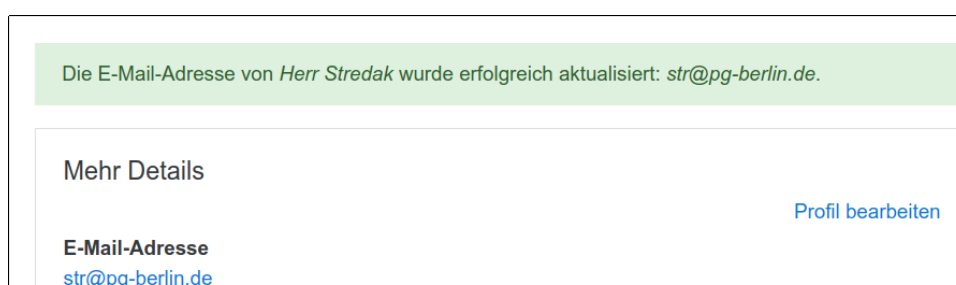 Die E-Mail-Adresse von Herr Stredak wurde erfolgreich aktualisiert: str@pg-berlin.de.
Mehr Details
Profil bearbeiten
E-Mail-Adresse
str@pg-berlin.de